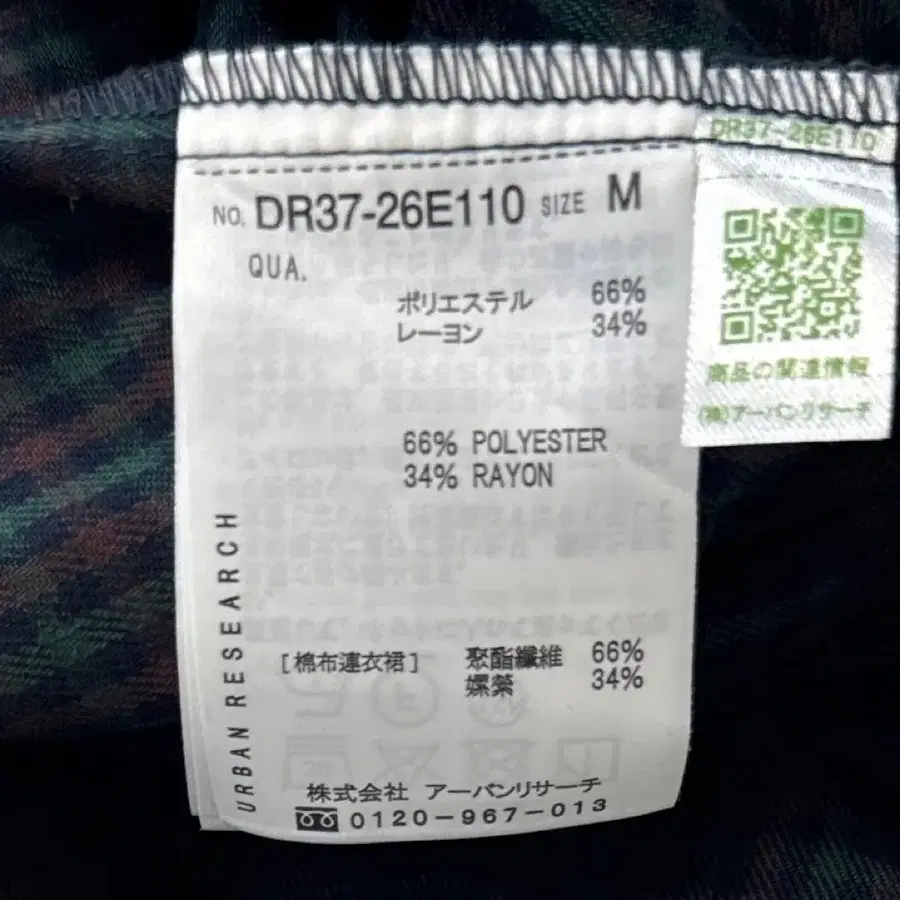 NO. DR37-26E110 SIZE M
QUA.
ポリエステル 66%
レーヨン 34%
66% POLYESTER
34% RAYON
URBAN RESEARCH
[棉布連衣裙] 聚酯纖維 66%
嫘縈 34%
株式会社 アーバンリサーチ
0120-967-013
DR37-26E110
商品の関連情報
(株)アーバンリサーチ